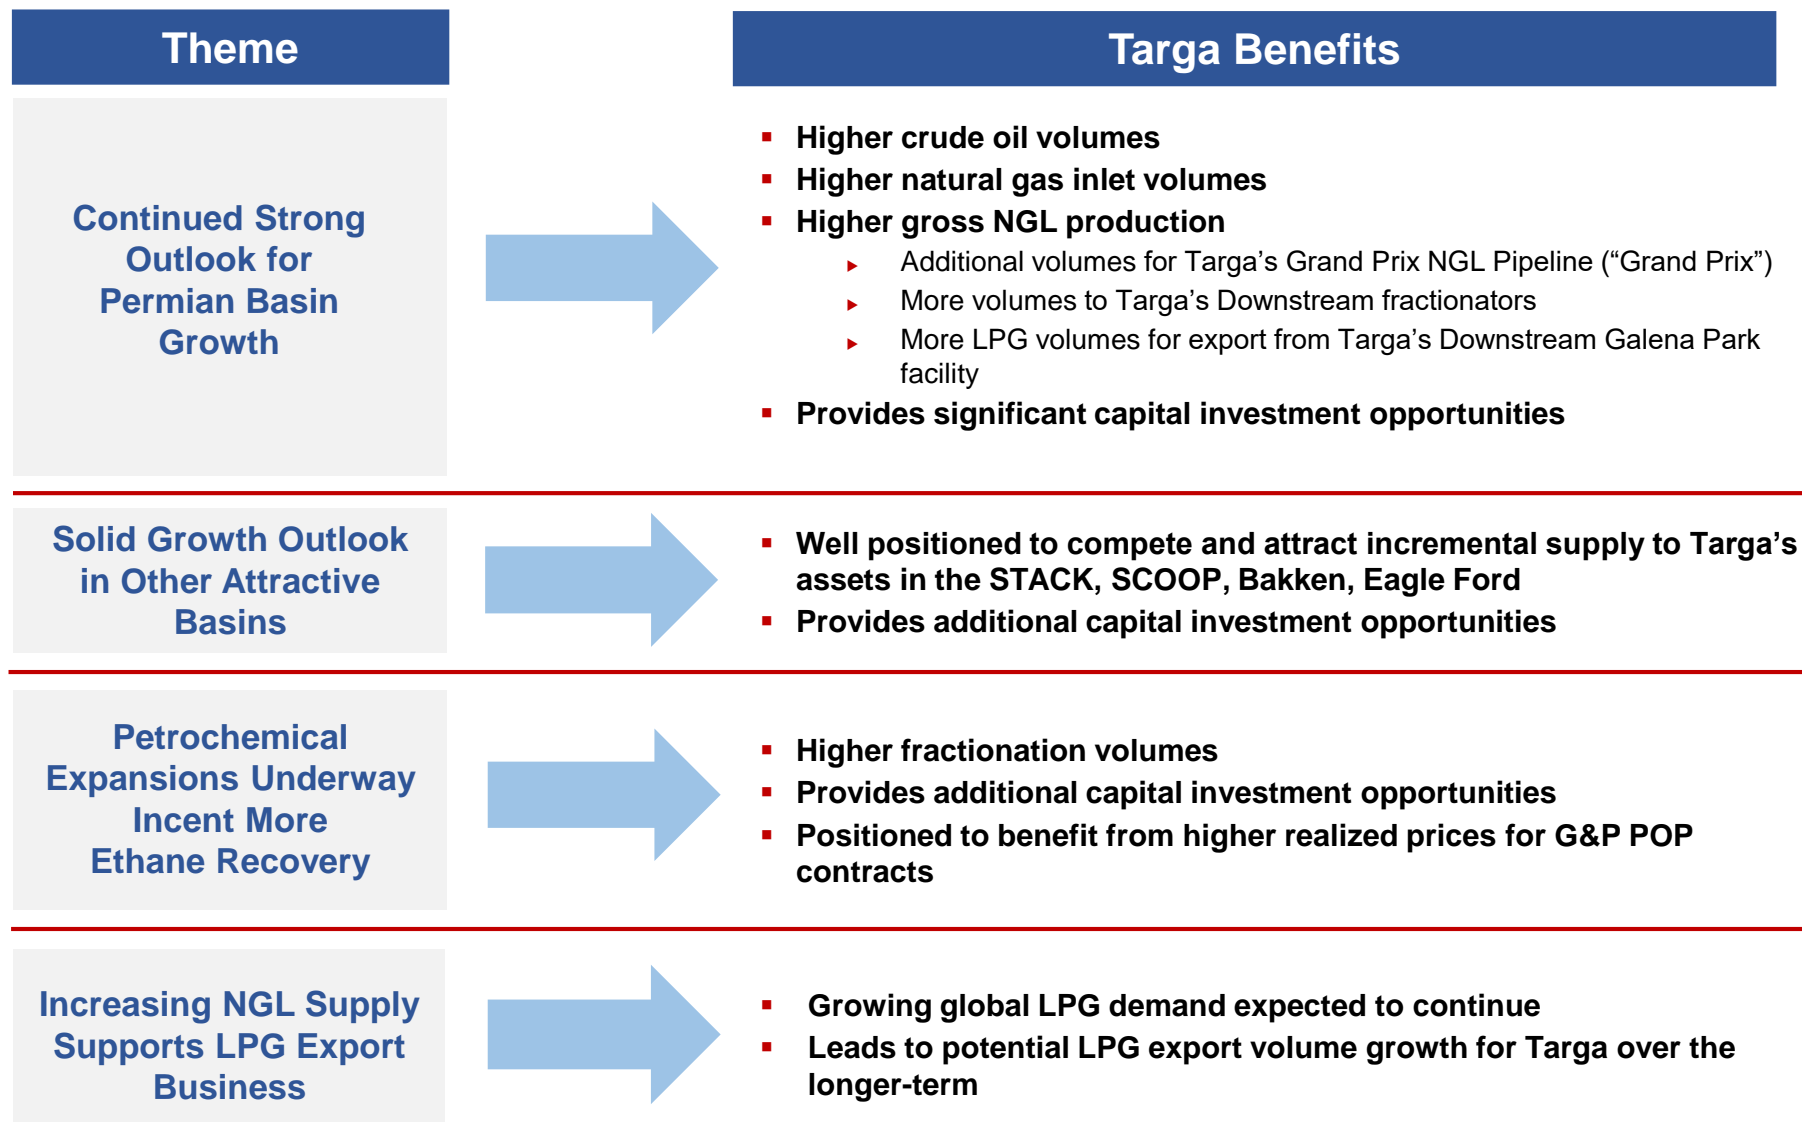 Theme
Targa Benefits
Continued Strong
Outlook for
Permian Basin
Growth
▪ Higher crude oil volumes
▪ Higher natural gas inlet volumes
▪ Higher gross NGL production
► Additional volumes for Targa’s Grand Prix NGL Pipeline (“Grand Prix”)
► More volumes to Targa’s Downstream fractionators
► More LPG volumes for export from Targa’s Downstream Galena Park
facility
▪ Provides significant capital investment opportunities
Solid Growth Outlook
in Other Attractive
Basins
▪ Well positioned to compete and attract incremental supply to Targa’s
assets in the STACK, SCOOP, Bakken, Eagle Ford
▪ Provides additional capital investment opportunities
Petrochemical
Expansions Underway
Incent More
Ethane Recovery
▪ Higher fractionation volumes
▪ Provides additional capital investment opportunities
▪ Positioned to benefit from higher realized prices for G&P POP
contracts
Increasing NGL Supply
Supports LPG Export
Business
▪ Growing global LPG demand expected to continue
▪ Leads to potential LPG export volume growth for Targa over the
longer-term